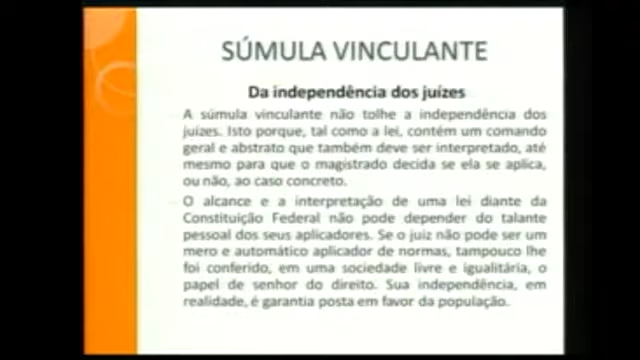 SÚMULA VINCULANTE
Da independência dos juízes
A súmula vinculante não tolhe a independência dos
juízes. Isto porque, tal como a lei, contém um comando
geral e abstrato que também deve ser interpretado, até
mesmo para que o magistrado decida se ela se aplica,
ou não, ao caso concreto.
O alcance e a interpretação de uma lei diante da
Constituição Federal não pode depender do talante
pessoal dos seus aplicadores. Se o juiz não pode ser um
mero e automático aplicador de normas, tampouco lhe
foi conferido, em uma sociedade livre e igualitária, o
papel de senhor do direito. Sua independência, em
realidade, é garantia posta em favor da população.